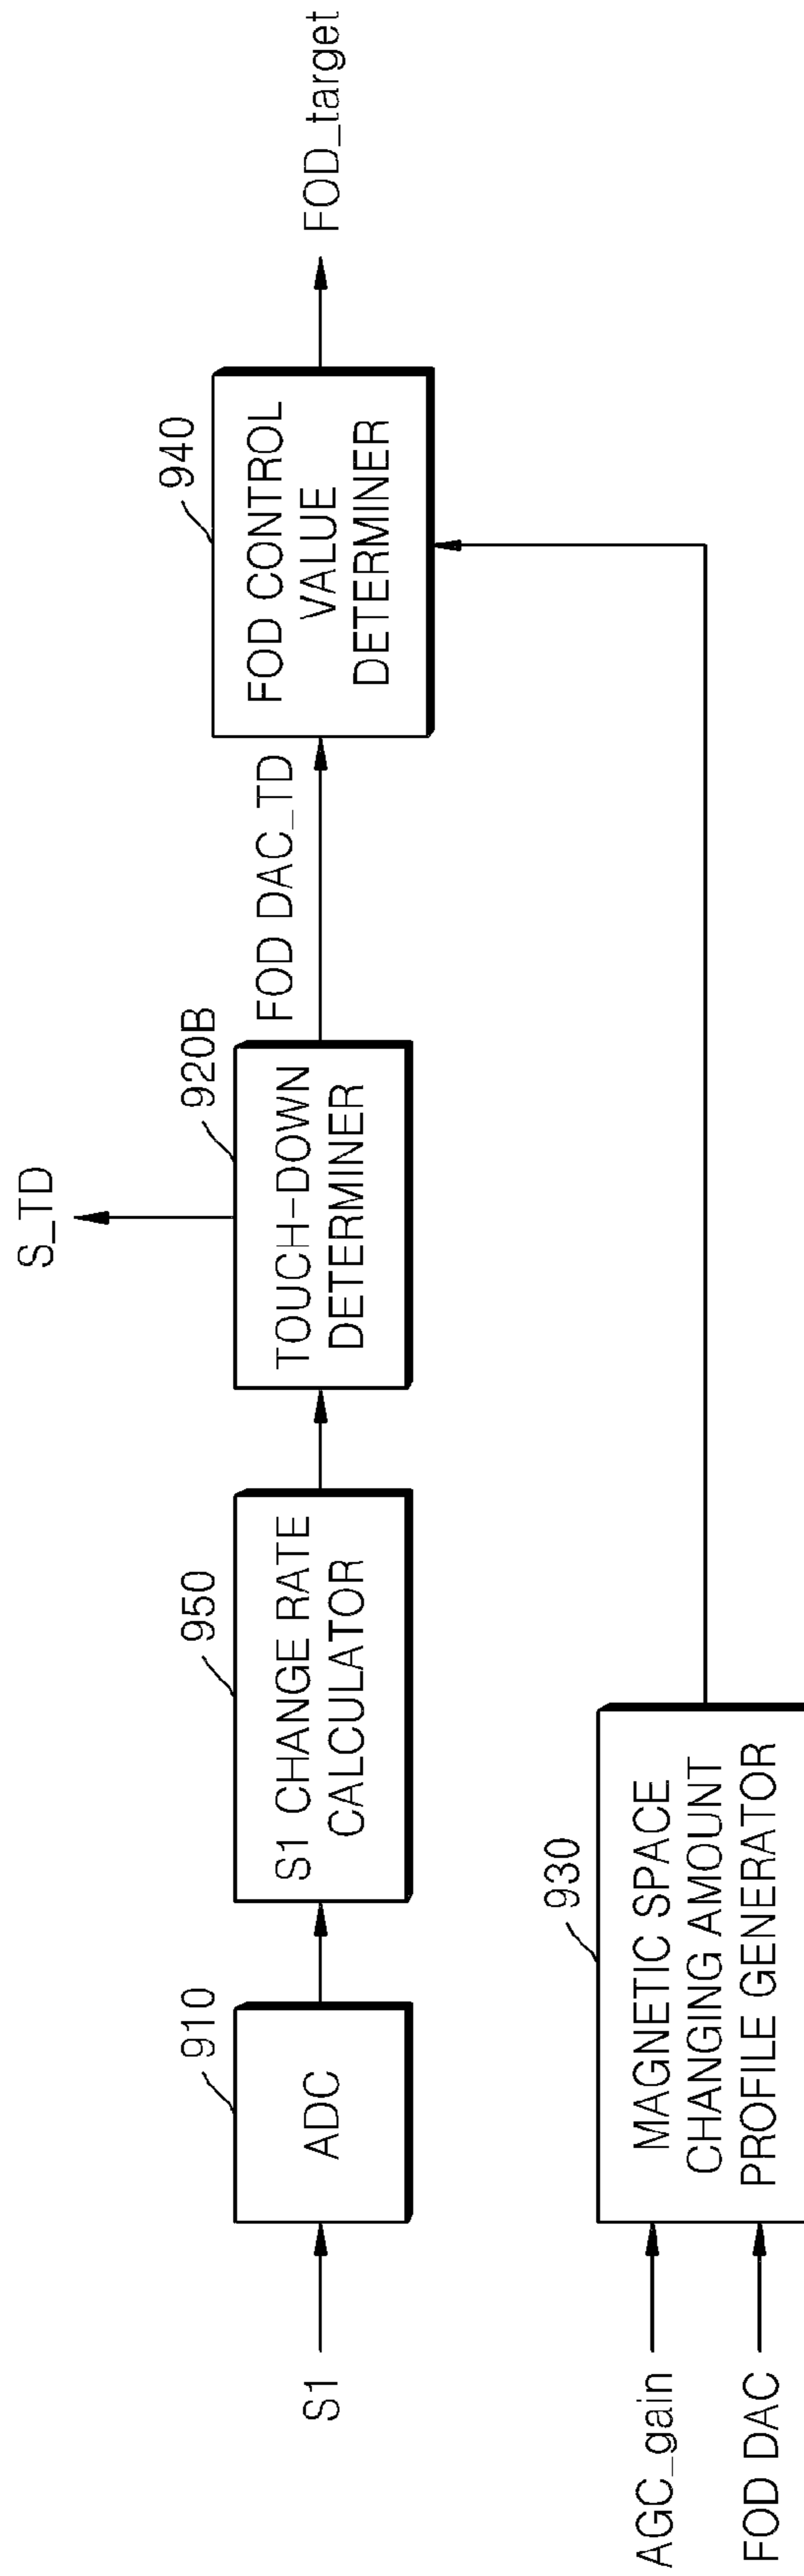 S_TD
S1
910
ADC
950
S1 CHANGE RATE
CALCULATOR
920B
TOUCH-DOWN
DETERMINER
FOD DAC_TD
940
FOD CONTROL
VALUE
DETERMINER
FOD_target
AGC_gain
FOD DAC
930
MAGNETIC SPACE
CHANGING AMOUNT
PROFILE GENERATOR